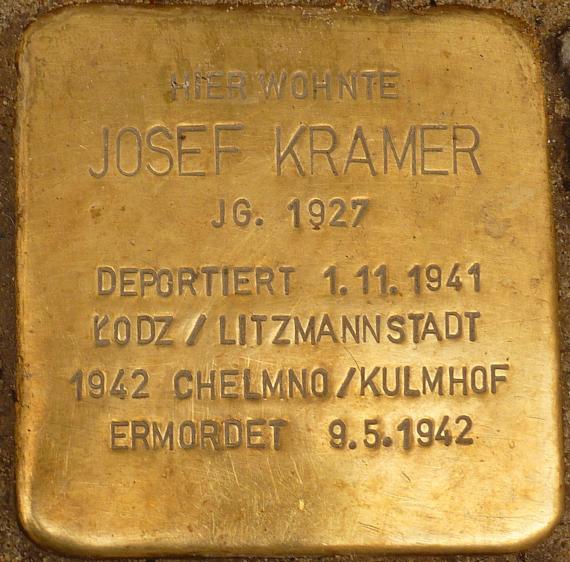 HIER WOHNTE
JOSEF KRAMER
JG. 1927
DEPORTIERT 1.11.1941
ŁODZ / LITZMANNSTADT
1942 CHELMNO/KULMHOF
ERMORDET 9.5.1942